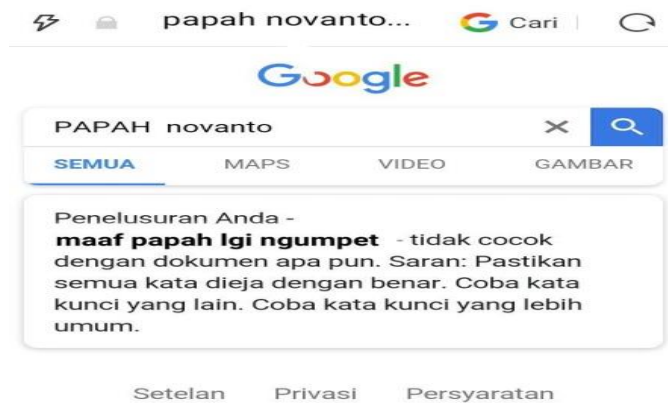 papah novanto... Cari
Google
PAPAH novanto
SEMUA MAPS VIDEO GAMBAR
Penelusuran Anda -
maaf papah lgi ngumpet - tidak cocok
dengan dokumen apa pun. Saran: Pastikan
semua kata dieja dengan benar. Coba kata
kunci yang lain. Coba kata kunci yang lebih
umum.
Setelan Privasi Persyaratan